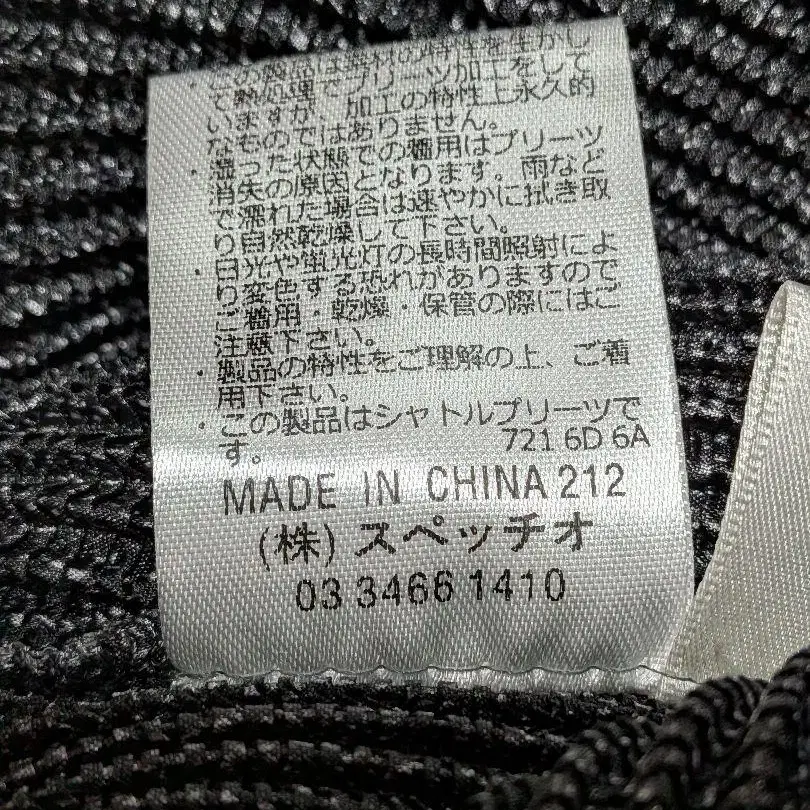 ・この製品は素材の特性を生かし
て熱処理でプリーツ加工をして
いますが、加工の特性上永久的
なものではありません。
・湿った状態での着用はプリーツ
消失の原因となります。雨など
で濡れた場合は速やかに拭き取
り自然乾燥して下さい。
・日光や蛍光灯の長時間照射によ
り変色する恐れがありますので
ご着用・乾燥・保管の際にはご
注意下さい。
・製品の特性をご理解の上、ご着
用下さい。
・この製品はシャトルプリーツで
す。 721 6D 6A
MADE IN CHINA 212
(株) スペッチオ
03 3466 1410